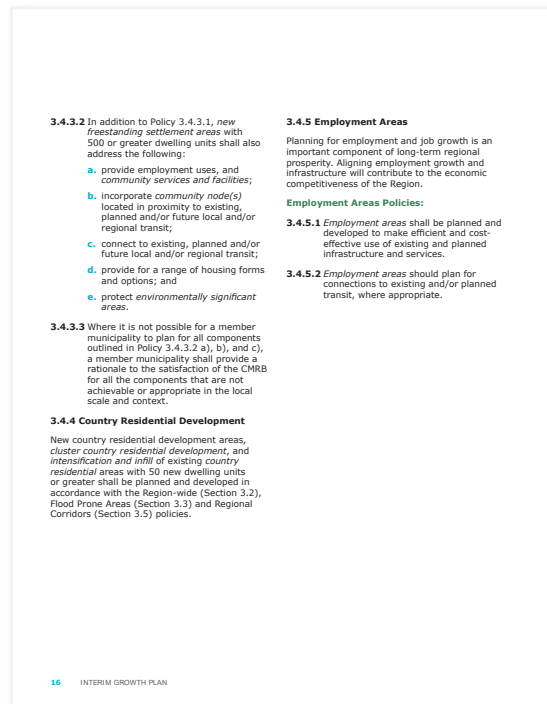 3.4.3.2 In addition to Policy 3.4.3.1, new
freestanding settlement areas with
500 or greater dwelling units shall also
address the following:
a. provide employment uses, and
community services and facilities;
b. incorporate community node(s)
located in proximity to existing,
planned and/or future local and/or
regional transit;
c. connect to existing, planned and/or
future local and/or regional transit;
d. provide for a range of housing forms
and options; and
e. protect environmentally significant
areas.
3.4.3.3 Where it is not possible for a member
municipality to plan for all components
outlined in Policy 3.4.3.2 a), b), and c),
a member municipality shall provide a
rationale to the satisfaction of the CMRB
for all the components that are not
achievable or appropriate in the local
scale and context.
3.4.4 Country Residential Development
New country residential development areas,
cluster country residential development, and
intensification and infill of existing country
residential areas with 50 new dwelling units
or greater shall be planned and developed in
accordance with the Region-wide (Section 3.2),
Flood Prone Areas (Section 3.3) and Regional
Corridors (Section 3.5) policies.
3.4.5 Employment Areas
Planning for employment and job growth is an
important component of long-term regional
prosperity. Aligning employment growth and
infrastructure will contribute to the economic
competitiveness of the Region.
Employment Areas Policies:
3.4.5.1 Employment areas shall be planned and
developed to make efficient and cost-
effective use of existing and planned
infrastructure and services.
3.4.5.2 Employment areas should plan for
connections to existing and/or planned
transit, where appropriate.
16 INTERIM GROWTH PLAN